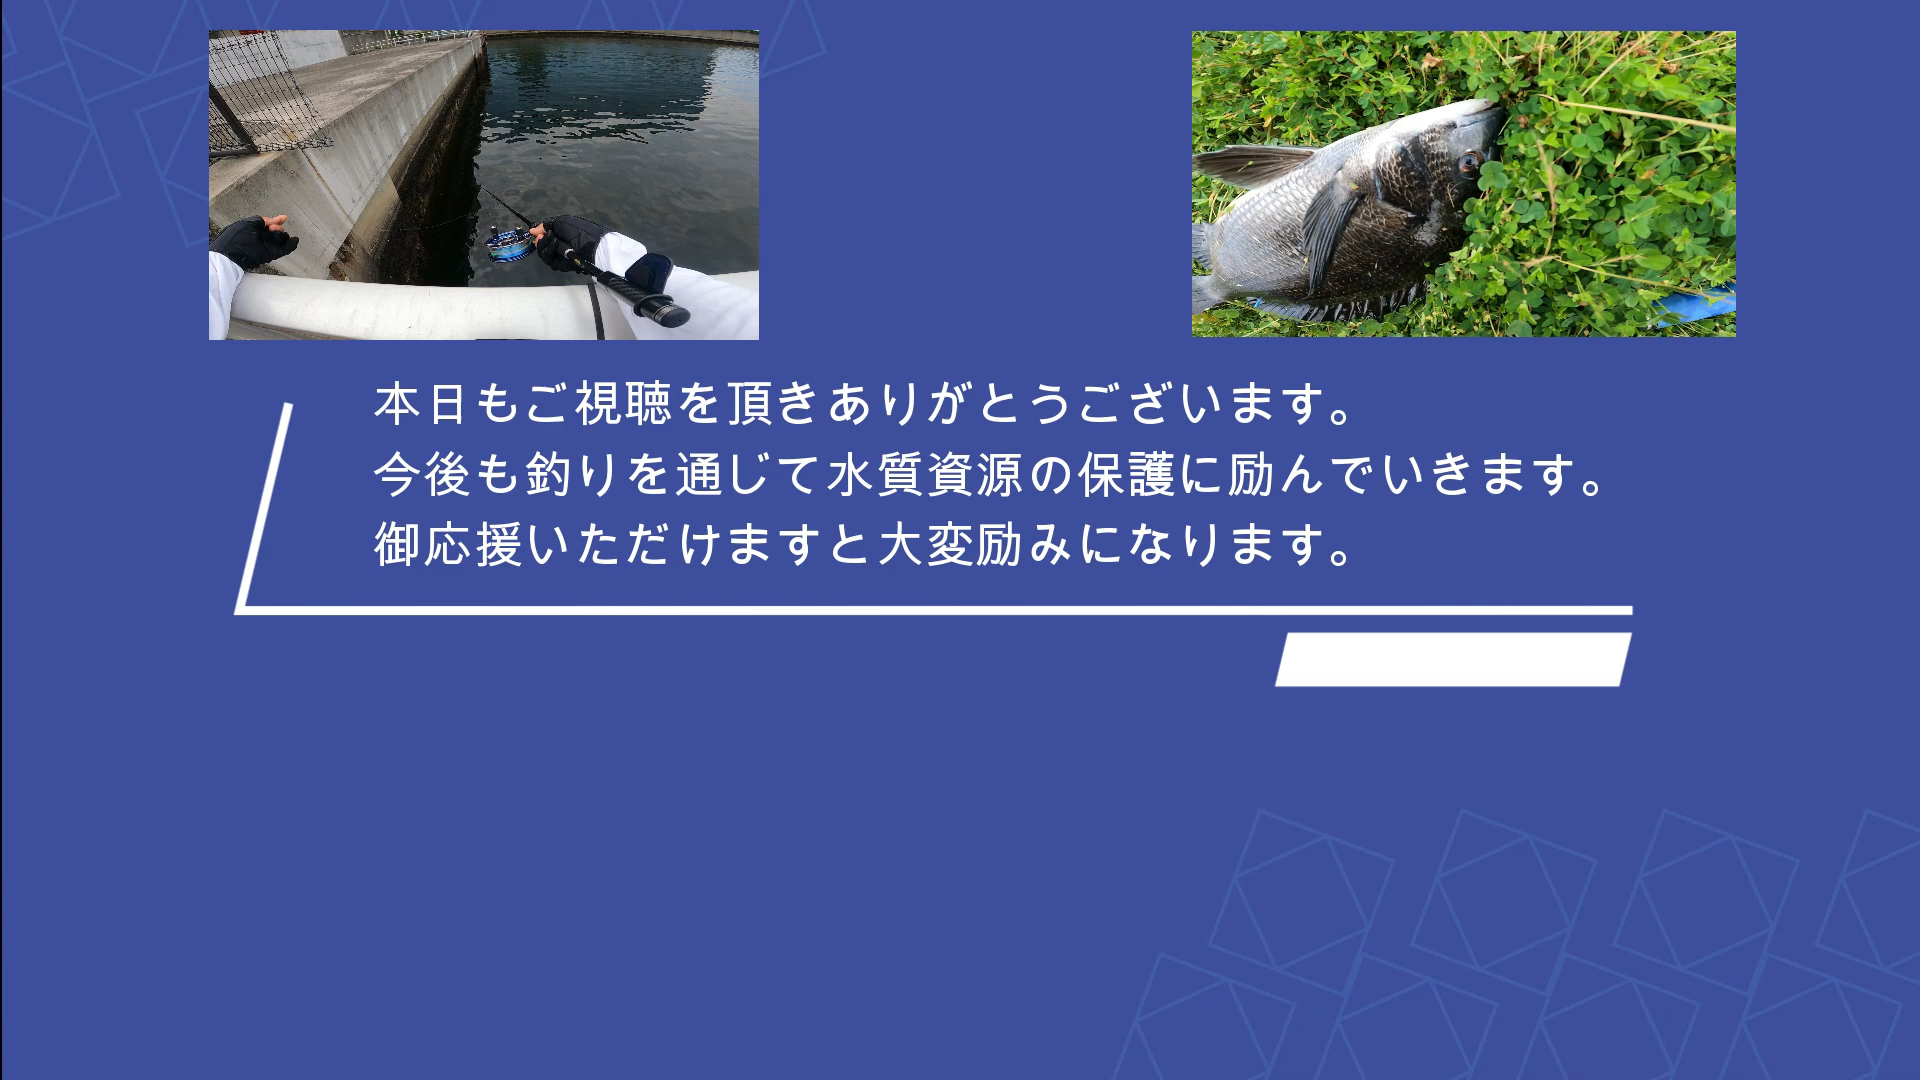 本日もご視聴を頂きありがとうございます。
今後も釣りを通じて水質資源の保護に励んでいきます。
御応援いただけますと大変励みになります。